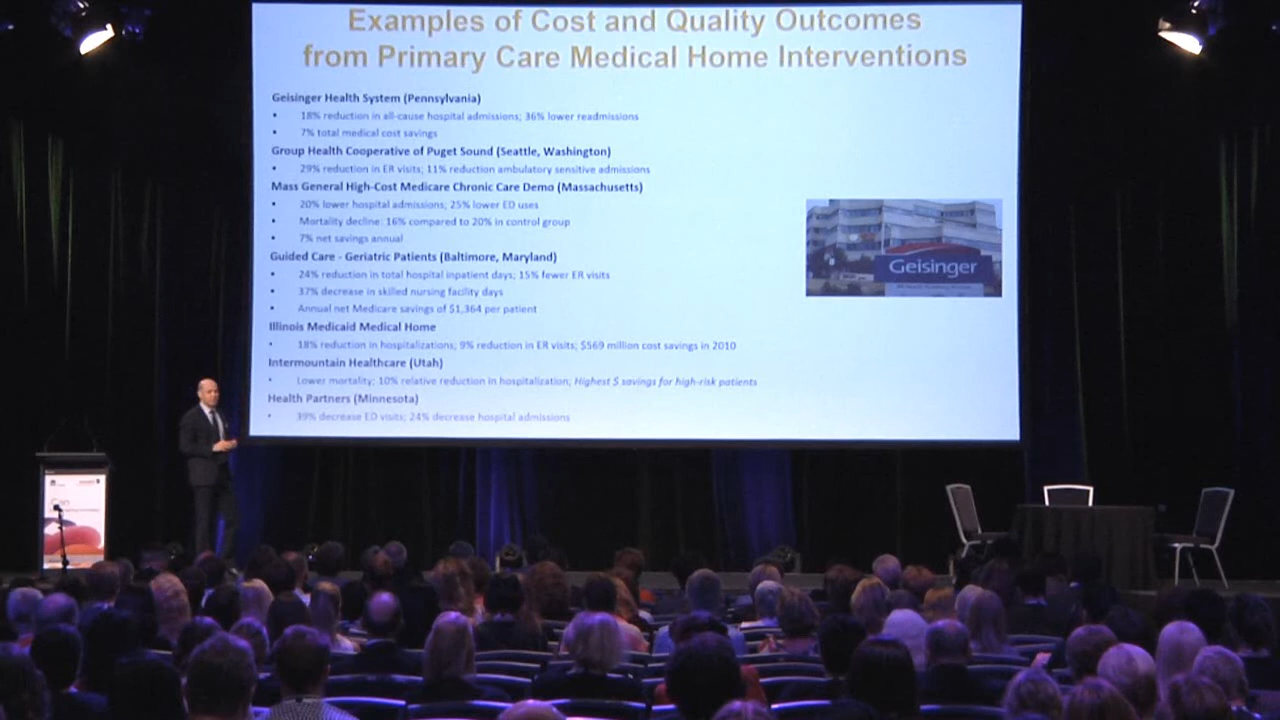 Examples of Cost and Quality Outcomes
from Primary Care Medical Home Interventions
Geisinger Health System (Pennsylvania)
• 18% reduction in all-cause hospital admissions; 36% lower readmissions
• 7% total medical cost savings
Group Health Cooperative of Puget Sound (Seattle, Washington)
• 29% reduction in ER visits; 11% reduction ambulatory sensitive admissions
Mass General High-Cost Medicare Chronic Care Demo (Massachusetts)
• 20% lower hospital admissions; 25% lower ED uses
• Mortality decline: 16% compared to 20% in control group
• 7% net savings annual
Guided Care - Geriatric Patients (Baltimore, Maryland)
• 24% reduction in total hospital inpatient days; 15% fewer ER visits
• 37% decrease in skilled nursing facility days
• Annual net Medicare savings of $1,364 per patient
Illinois Medicaid Medical Home
• 18% reduction in hospitalizations; 9% reduction in ER visits; $569 million cost savings in 2010
Intermountain Healthcare (Utah)
• Lower mortality; 10% relative reduction in hospitalization; Highest $ savings for high-risk patients
Health Partners (Minnesota)
• 39% decrease ED visits; 24% decrease hospital admissions
Geisinger